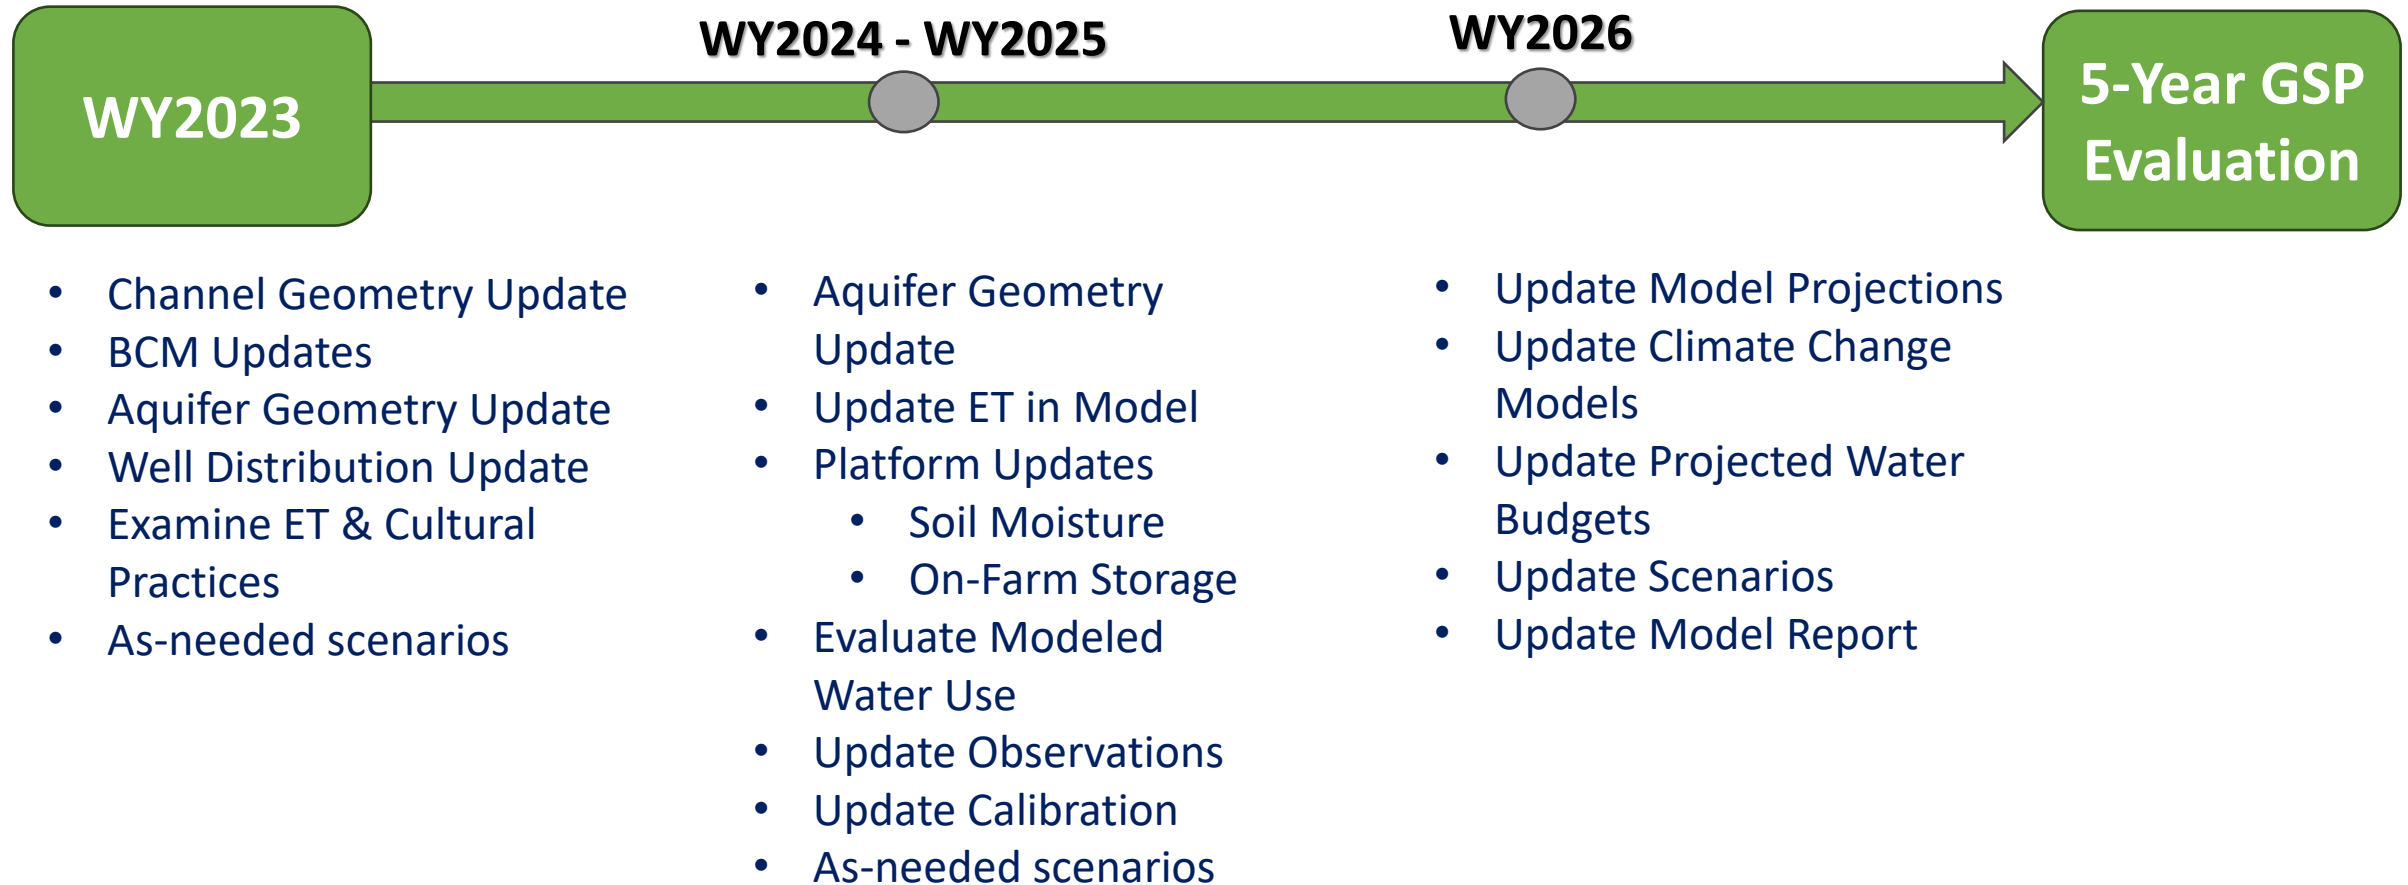 WY2023
WY2024 - WY2025
WY2026
5-Year GSP
Evaluation
• Channel Geometry Update
• BCM Updates
• Aquifer Geometry Update
• Well Distribution Update
• Examine ET & Cultural
Practices
• As-needed scenarios
• Aquifer Geometry
Update
• Update ET in Model
• Platform Updates
• Soil Moisture
• On-Farm Storage
• Evaluate Modeled
Water Use
• Update Observations
• Update Calibration
• As-needed scenarios
• Update Model Projections
• Update Climate Change
Models
• Update Projected Water
Budgets
• Update Scenarios
• Update Model Report